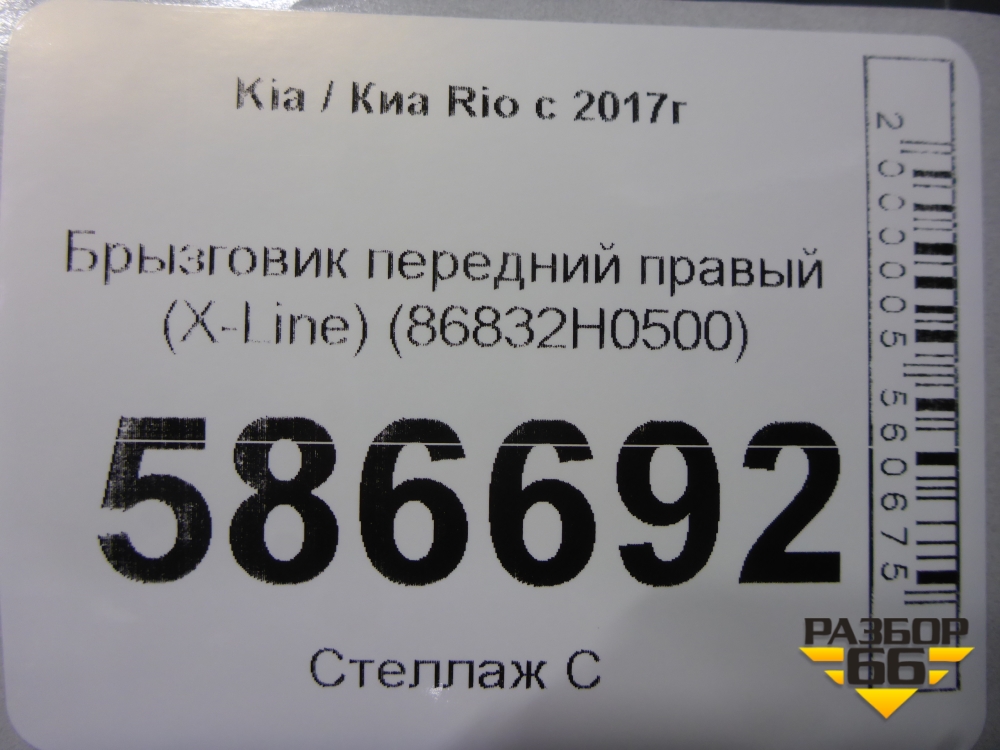 Kia / Киа Rio с 2017г
Брызговик передний правый
(X-Line) (86832H0500)
586692
Стеллаж С
2000005560675
РАЗБОР
66